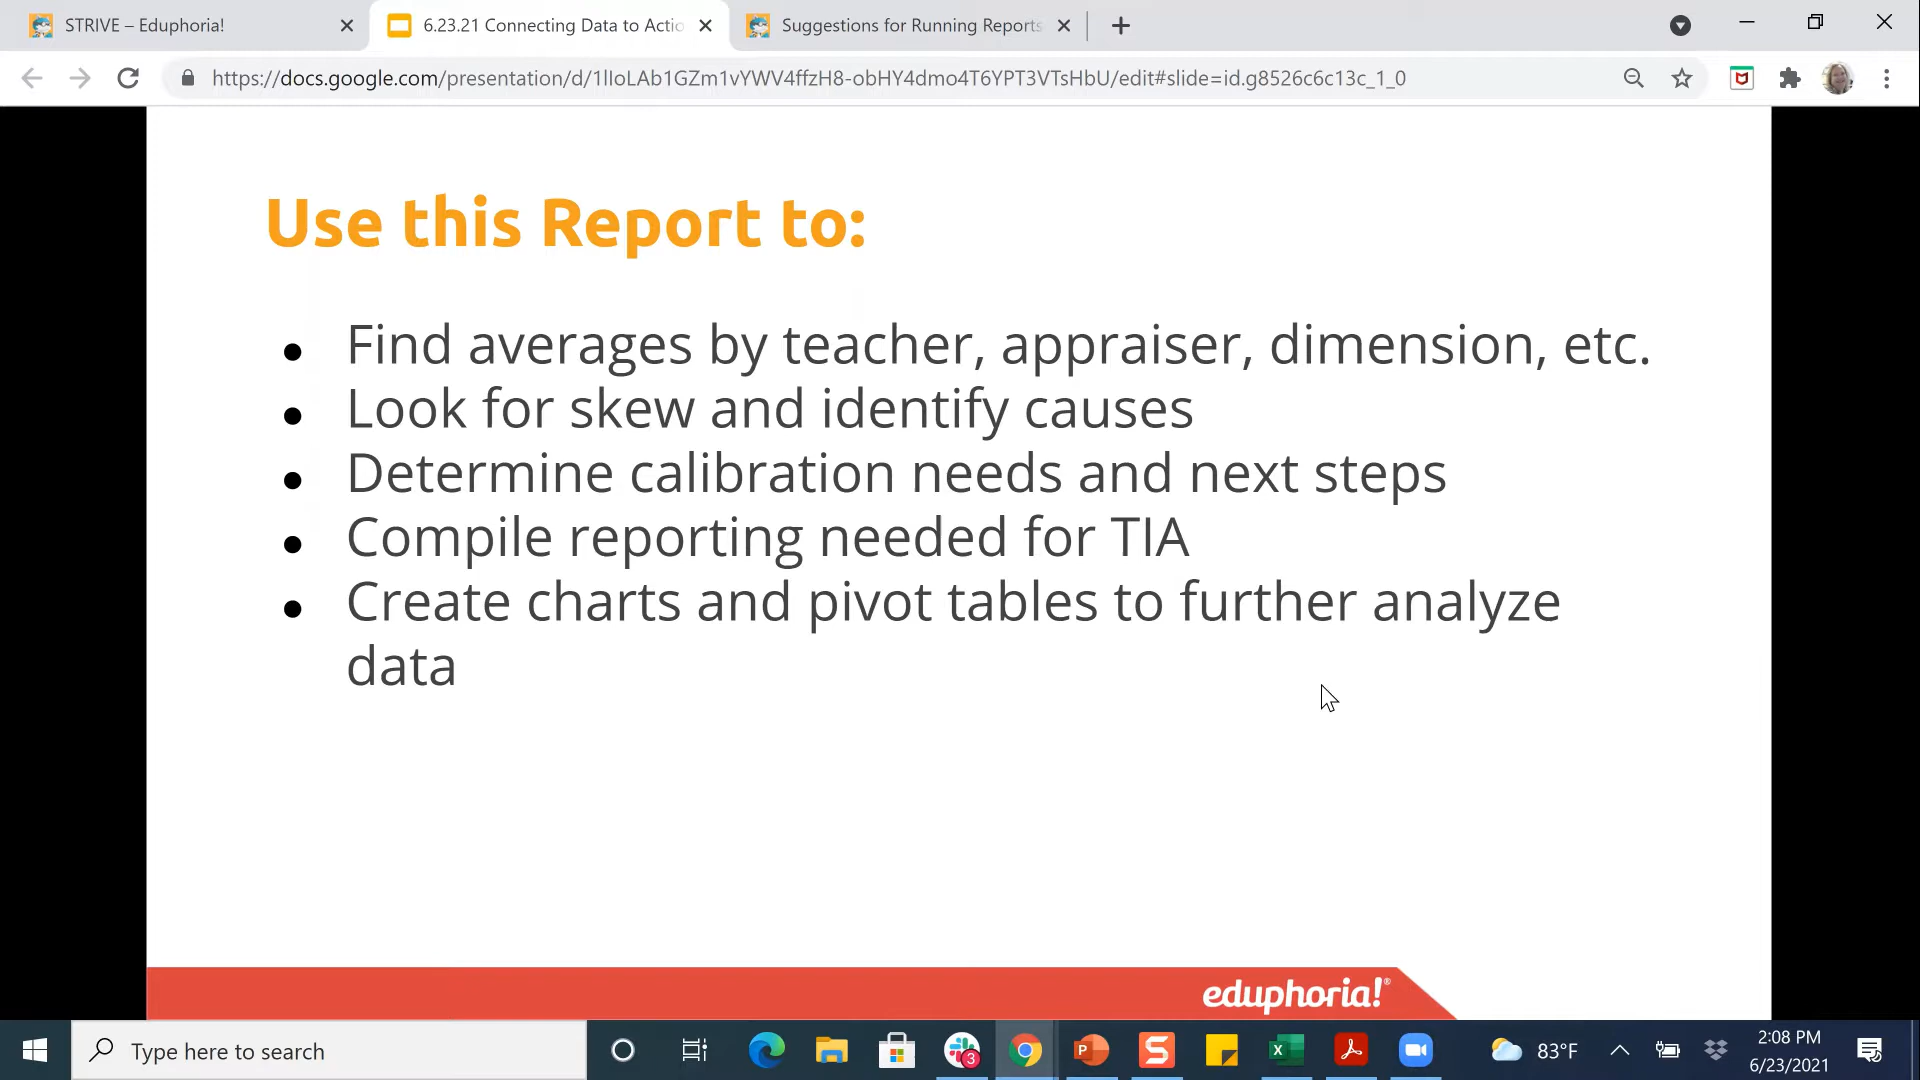 STRIVE – Eduphoria!
6.23.21 Connecting Data to Actio
Suggestions for Running Reports
https://docs.google.com/presentation/d/1lIoLAb1GZm1vYWV4ffzH8-obHY4dmo4T6YPT3VTsHbU/edit#slide=id.g8526c6c13c_1_0
Use this Report to:
● Find averages by teacher, appraiser, dimension, etc.
● Look for skew and identify causes
● Determine calibration needs and next steps
● Compile reporting needed for TIA
● Create charts and pivot tables to further analyze
data
eduphoria!®
Type here to search
3
83°F
2:08 PM
6/23/2021